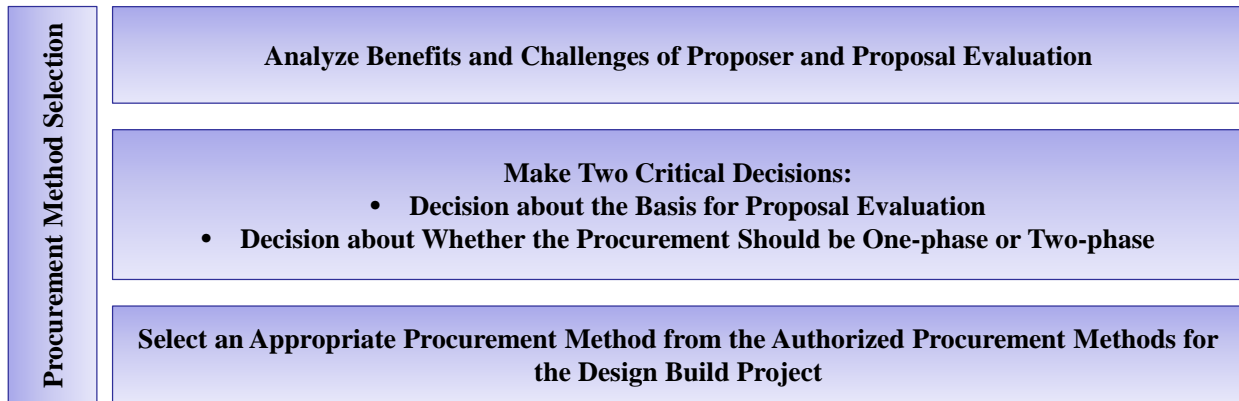 Procurement Method Selection
Analyze Benefits and Challenges of Proposer and Proposal Evaluation
Make Two Critical Decisions:
• Decision about the Basis for Proposal Evaluation
• Decision about Whether the Procurement Should be One-phase or Two-phase
Select an Appropriate Procurement Method from the Authorized Procurement Methods for
the Design Build Project